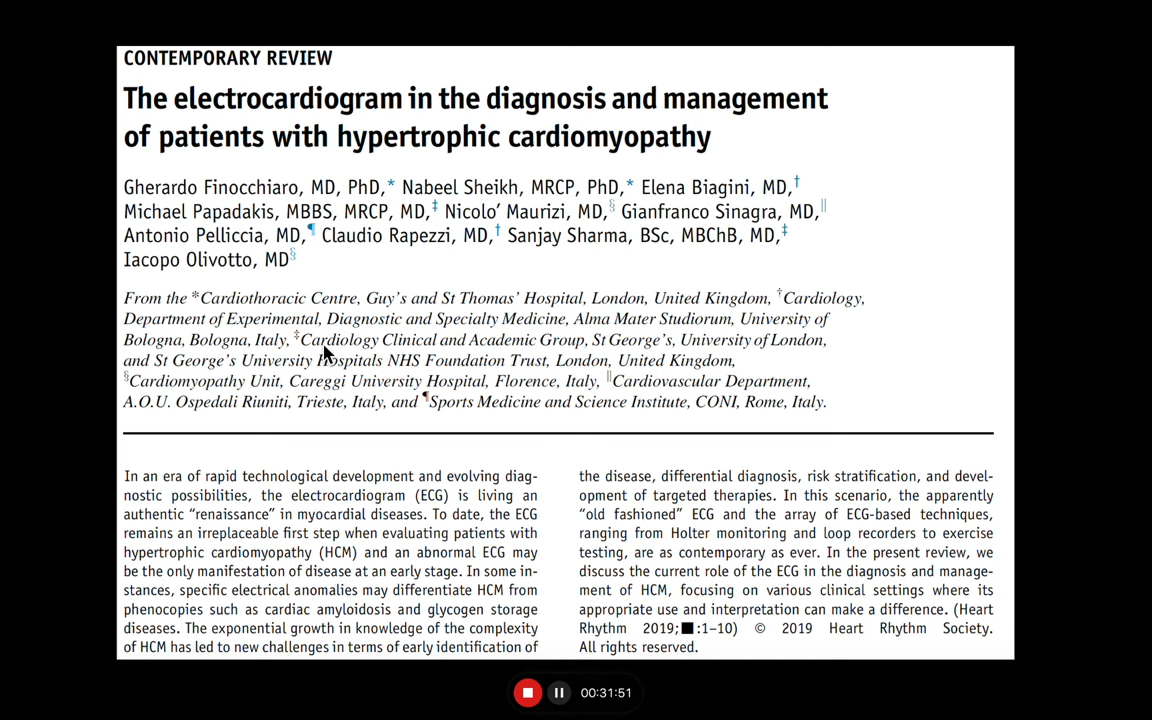 CONTEMPORARY REVIEW
The electrocardiogram in the diagnosis and management
of patients with hypertrophic cardiomyopathy
Gherardo Finocchiaro, MD, PhD,* Nabeel Sheikh, MRCP, PhD,* Elena Biagini, MD,†
Michael Papadakis, MBBS, MRCP, MD,‡ Nicolo’ Maurizi, MD,§ Gianfranco Sinagra, MD,‖
Antonio Pelliccia, MD,¶ Claudio Rapezzi, MD,† Sanjay Sharma, BSc, MBChB, MD,‡
Iacopo Olivotto, MD§
From the *Cardiothoracic Centre, Guy’s and St Thomas’ Hospital, London, United Kingdom, †Cardiology,
Department of Experimental, Diagnostic and Specialty Medicine, Alma Mater Studiorum, University of
Bologna, Bologna, Italy, ‡Cardiology Clinical and Academic Group, St George’s, University of London,
and St George’s University Hospitals NHS Foundation Trust, London, United Kingdom,
§Cardiomyopathy Unit, Careggi University Hospital, Florence, Italy, ‖Cardiovascular Department,
A.O.U. Ospedali Riuniti, Trieste, Italy, and ¶Sports Medicine and Science Institute, CONI, Rome, Italy.
In an era of rapid technological development and evolving diag-
nostic possibilities, the electrocardiogram (ECG) is living an
authentic “renaissance” in myocardial diseases. To date, the ECG
remains an irreplaceable first step when evaluating patients with
hypertrophic cardiomyopathy (HCM) and an abnormal ECG may
be the only manifestation of disease at an early stage. In some in-
stances, specific electrical anomalies may differentiate HCM from
phenocopies such as cardiac amyloidosis and glycogen storage
diseases. The exponential growth in knowledge of the complexity
of HCM has led to new challenges in terms of early identification of
the disease, differential diagnosis, risk stratification, and devel-
opment of targeted therapies. In this scenario, the apparently
“old fashioned” ECG and the array of ECG-based techniques,
ranging from Holter monitoring and loop recorders to exercise
testing, are as contemporary as ever. In the present review, we
discuss the current role of the ECG in the diagnosis and manage-
ment of HCM, focusing on various clinical settings where its
appropriate use and interpretation can make a difference. (Heart
Rhythm 2019;■:1–10) © 2019 Heart Rhythm Society.
All rights reserved.
00:31:51